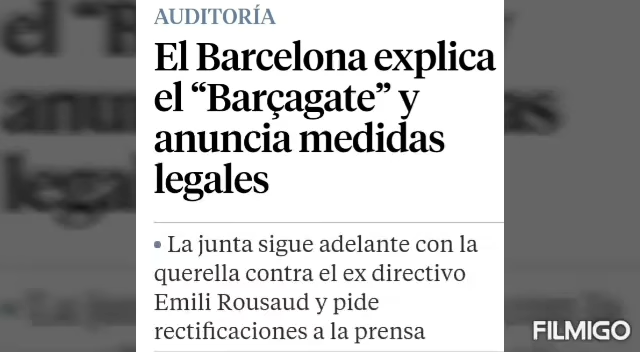 AUDITORÍA
El Barcelona explica
el “Barçagate” y
anuncia medidas
legales
• La junta sigue adelante con la
querella contra el ex directivo
Emili Rousaud y pide
rectificaciones a la prensa
FILMIGO